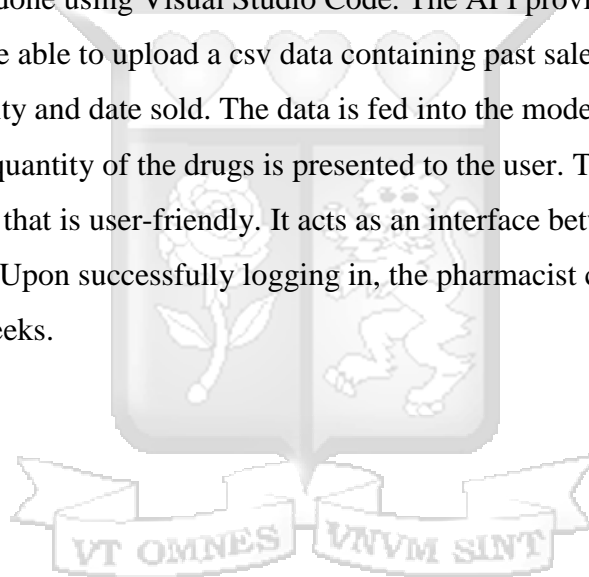 done using Visual Studio Code. The API provi
e able to upload a csv data containing past sale
ity and date sold. The data is fed into the mode
quantity of the drugs is presented to the user. T
that is user-friendly. It acts as an interface betw
Upon successfully logging in, the pharmacist c
eeks.
VT OMNES VNVM SINT